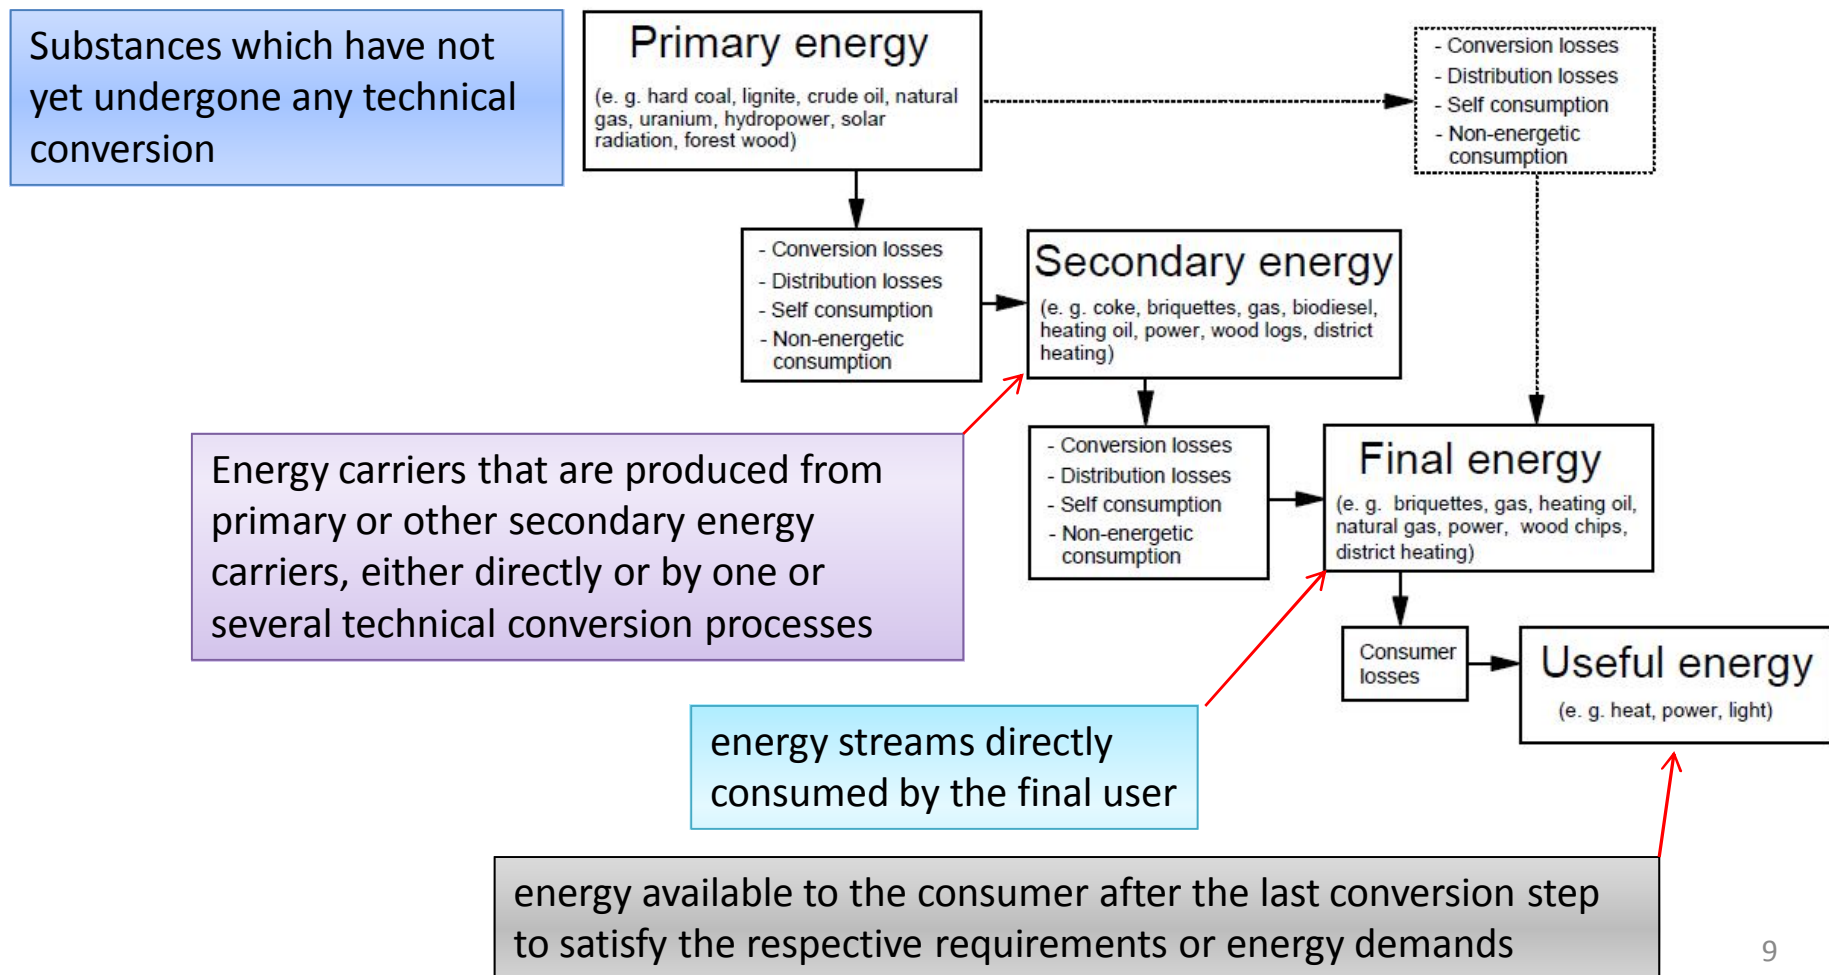 Substances which have not
yet undergone any technical
conversion
Primary energy
(e. g. hard coal, lignite, crude oil, natural
gas, uranium, hydropower, solar
radiation, forest wood)
- Conversion losses
- Distribution losses
- Self consumption
- Non-energetic
consumption
- Conversion losses
- Distribution losses
- Self consumption
- Non-energetic
consumption
Secondary energy
(e. g. coke, briquettes, gas, biodiesel,
heating oil, power, wood logs, district
heating)
Energy carriers that are produced from
primary or other secondary energy
carriers, either directly or by one or
several technical conversion processes
- Conversion losses
- Distribution losses
- Self consumption
- Non-energetic
consumption
Final energy
(e. g. briquettes, gas, heating oil,
natural gas, power, wood chips,
district heating)
Consumer
losses
Useful energy
(e. g. heat, power, light)
energy streams directly
consumed by the final user
energy available to the consumer after the last conversion step
to satisfy the respective requirements or energy demands
9